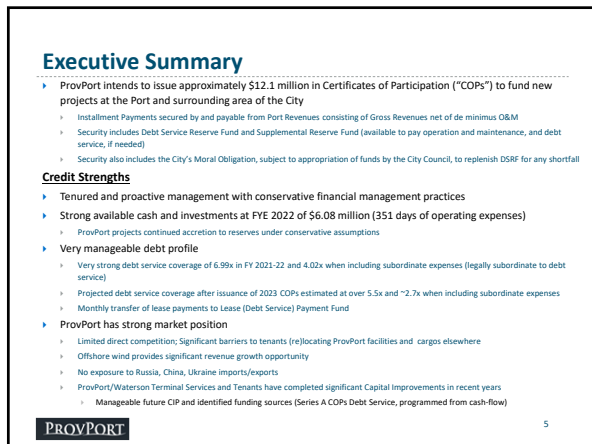 Executive Summary
ProvPort intends to issue approximately $12.1 million in Certificates of Participation (“COPs”) to fund new
projects at the Port and surrounding area of the City
Installment Payments secured by and payable from Port Revenues consisting of Gross Revenues net of de minimus O&M
Security includes Debt Service Reserve Fund and Supplemental Reserve Fund (available to pay operation and maintenance, and debt
service, if needed)
Security also includes the City’s Moral Obligation, subject to appropriation of funds by the City Council, to replenish DSRF for any shortfall
Credit Strengths
Tenured and proactive management with conservative financial management practices
Strong available cash and investments at FYE 2022 of $6.08 million (351 days of operating expenses)
ProvPort projects continued accretion to reserves under conservative assumptions
Very manageable debt profile
Very strong debt service coverage of 6.99x in FY 2021-22 and 4.02x when including subordinate expenses (legally subordinate to debt
service)
Projected debt service coverage after issuance of 2023 COPs estimated at over 5.5x and ~2.7x when including subordinate expenses
Monthly transfer of lease payments to Lease (Debt Service) Payment Fund
ProvPort has strong market position
Limited direct competition; Significant barriers to tenants (re)locating ProvPort facilities and cargos elsewhere
Offshore wind provides significant revenue growth opportunity
No exposure to Russia, China, Ukraine imports/exports
ProvPort/Waterson Terminal Services and Tenants have completed significant Capital Improvements in recent years
Manageable future CIP and identified funding sources (Series A COPs Debt Service, programmed from cash-flow)
PROVPORT
5